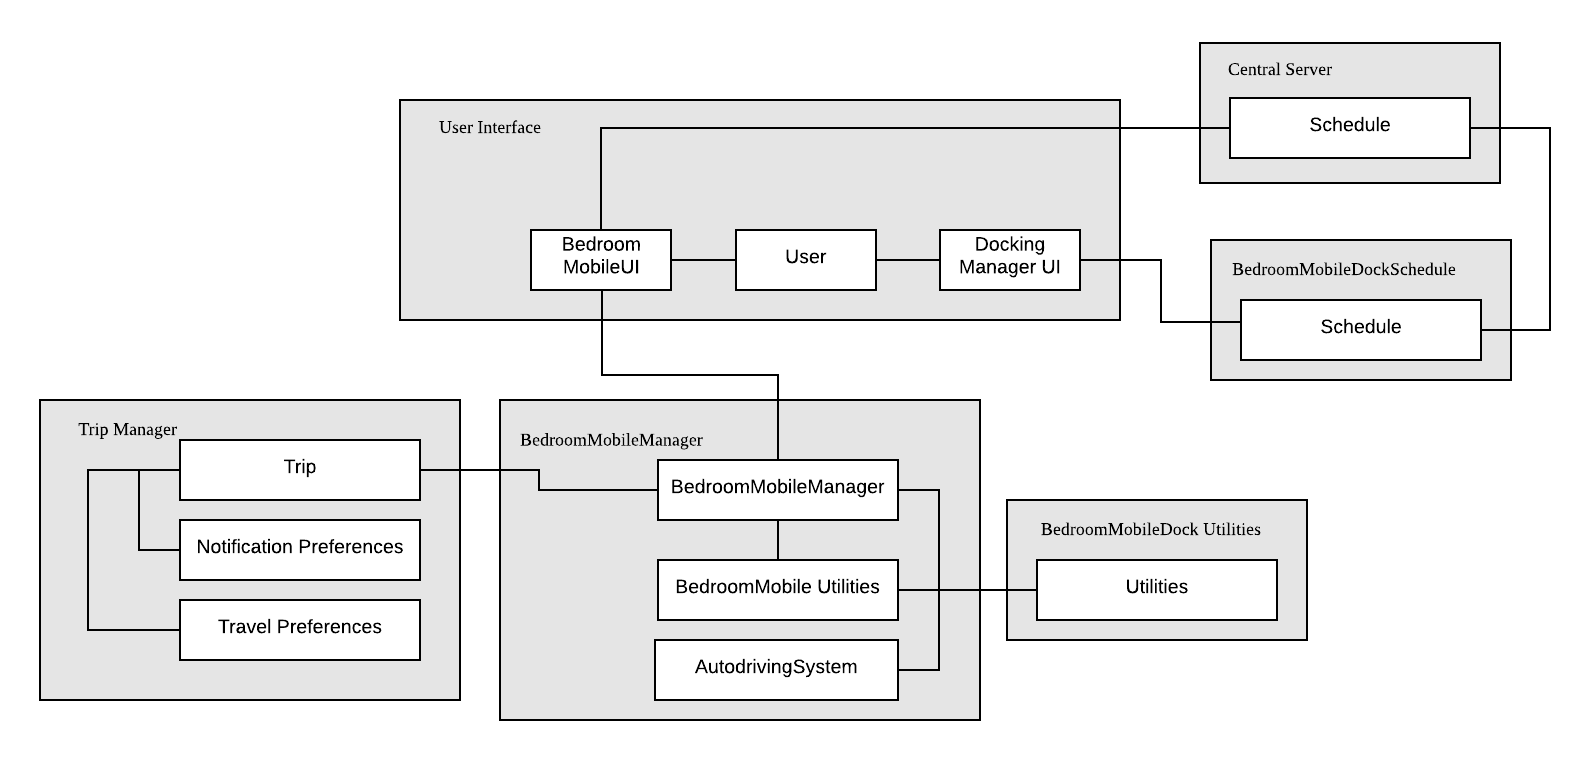 Central Server
Schedule
User Interface
Bedroom
MobileUI
User
Docking
Manager UI
BedroomMobileDockSchedule
Schedule
Trip Manager
Trip
Notification Preferences
Travel Preferences
BedroomMobileManager
BedroomMobileManager
BedroomMobile Utilities
AutodrivingSystem
BedroomMobileDock Utilities
Utilities